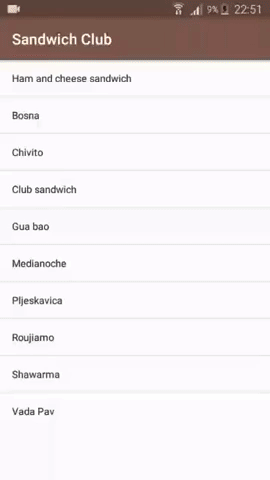 9% 22:51
Sandwich Club
Ham and cheese sandwich
Bosna
Chivito
Club sandwich
Gua bao
Medianoche
Pljeskavica
Roujiamo
Shawarma
Vada Pav